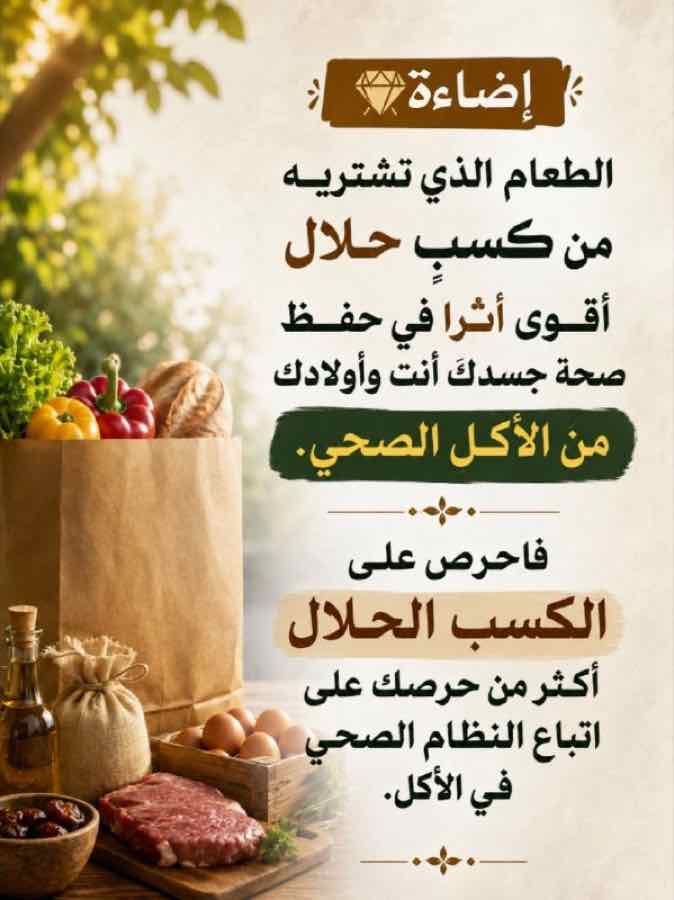 إضاءة
الطعام الذي تشتريه
من كسبٍ حلال
أقوى أثرا في حفظ
صحة جسدكَ أنت وأولادك
من الأكل الصحي.
فاحرص على
الكسب الحلال
أكثر من حرصك على
اتباع النظام الصحي
في الأكل.